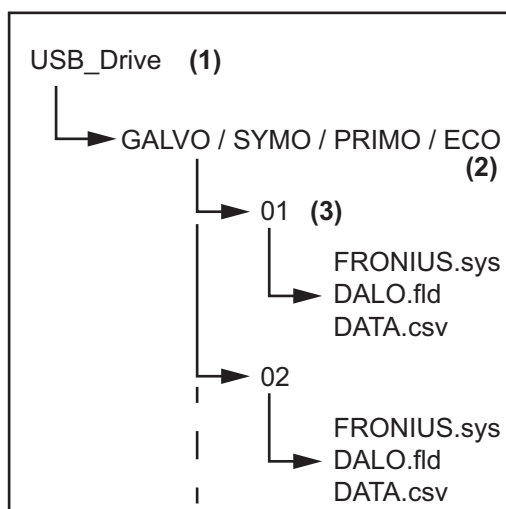 USB_Drive (1)
GALVO / SYMO / PRIMO / ECO
(2)
01 (3)
FRONIUS.sys
DALO.fld
DATA.csv
02
FRONIUS.sys
DALO.fld
DATA.csv